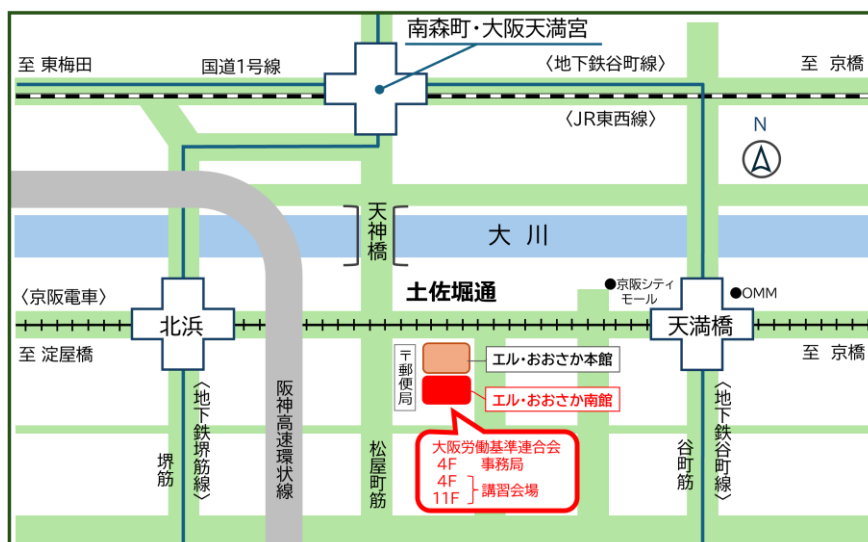 南森町・大阪天満宮
至 東梅田
国道1号線
〈地下鉄谷町線〉
至 京橋
〈JR東西線〉
N
天神橋
大 川
〈京阪電車〉
土佐堀通
●京阪シティ
モール
●OMM
北浜
天満橋
至 淀屋橋
至 京橋
〒郵便局
エル・おおさか本館
エル・おおさか南館
〈地下鉄堺筋線〉
堺筋
阪神高速環状線
松屋町筋
大阪労働基準連合会
4F 事務局
4F
11F
講習会場
谷町筋
〈地下鉄谷町線〉